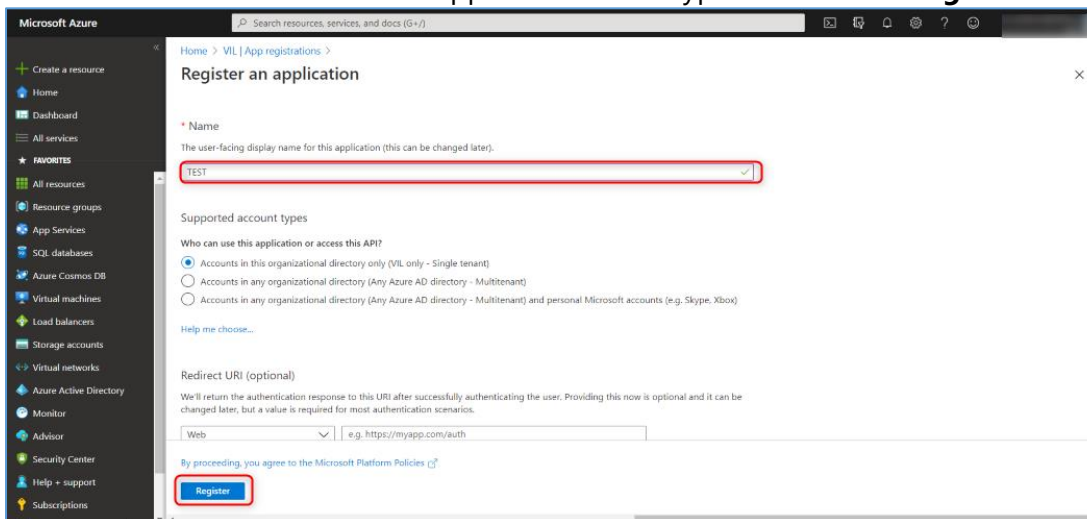 Microsoft Azure
Search resources, services, and docs (G+/)
Home > VIL | App registrations >
Register an application
Create a resource
Home
Dashboard
All services
FAVORITES
All resources
Resource groups
App Services
SQL databases
Azure Cosmos DB
Virtual machines
Load balancers
Storage accounts
Virtual networks
Azure Active Directory
Monitor
Advisor
Security Center
Help + support
Subscriptions
* Name
The user-facing display name for this application (this can be changed later).
TEST
Supported account types
Who can use this application or access this API?
Accounts in this organizational directory only (VIL only - Single tenant)
Accounts in any organizational directory (Any Azure AD directory - Multitenant)
Accounts in any organizational directory (Any Azure AD directory - Multitenant) and personal Microsoft accounts (e.g. Skype, Xbox)
Help me choose...
Redirect URI (optional)
We'll return the authentication response to this URI after successfully authenticating the user. Providing this now is optional and it can be
changed later, but a value is required for most authentication scenarios.
Web
e.g. https://myapp.com/auth
By proceeding, you agree to the Microsoft Platform Policies
Register